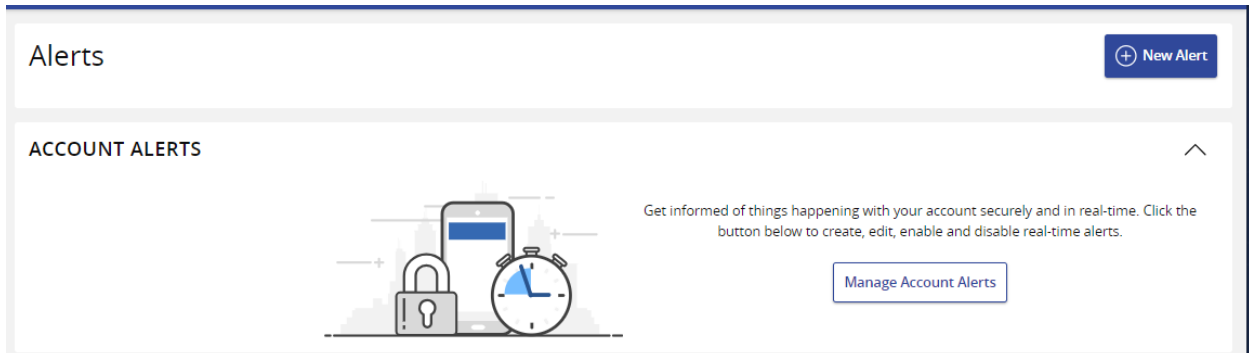 Alerts
New Alert
ACCOUNT ALERTS
Get informed of things happening with your account securely and in real-time. Click the
button below to create, edit, enable and disable real-time alerts.
Manage Account Alerts